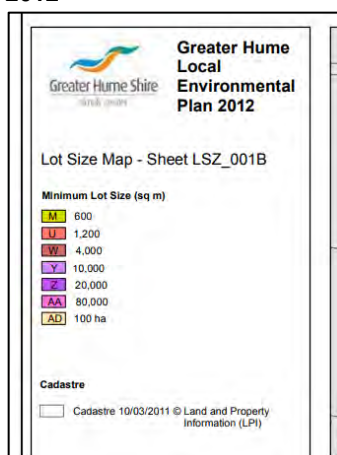 Greater Hume
Local
Environmental
Plan 2012
Greater Hume Shire
Lot Size Map - Sheet LSZ_001B
Minimum Lot Size (sq m)
M 600
U 1,200
W 4,000
Y 10,000
Z 20,000
AA 80,000
AD 100 ha
Cadastre
Cadastre 10/03/2011 © Land and Property
Information (LPI)